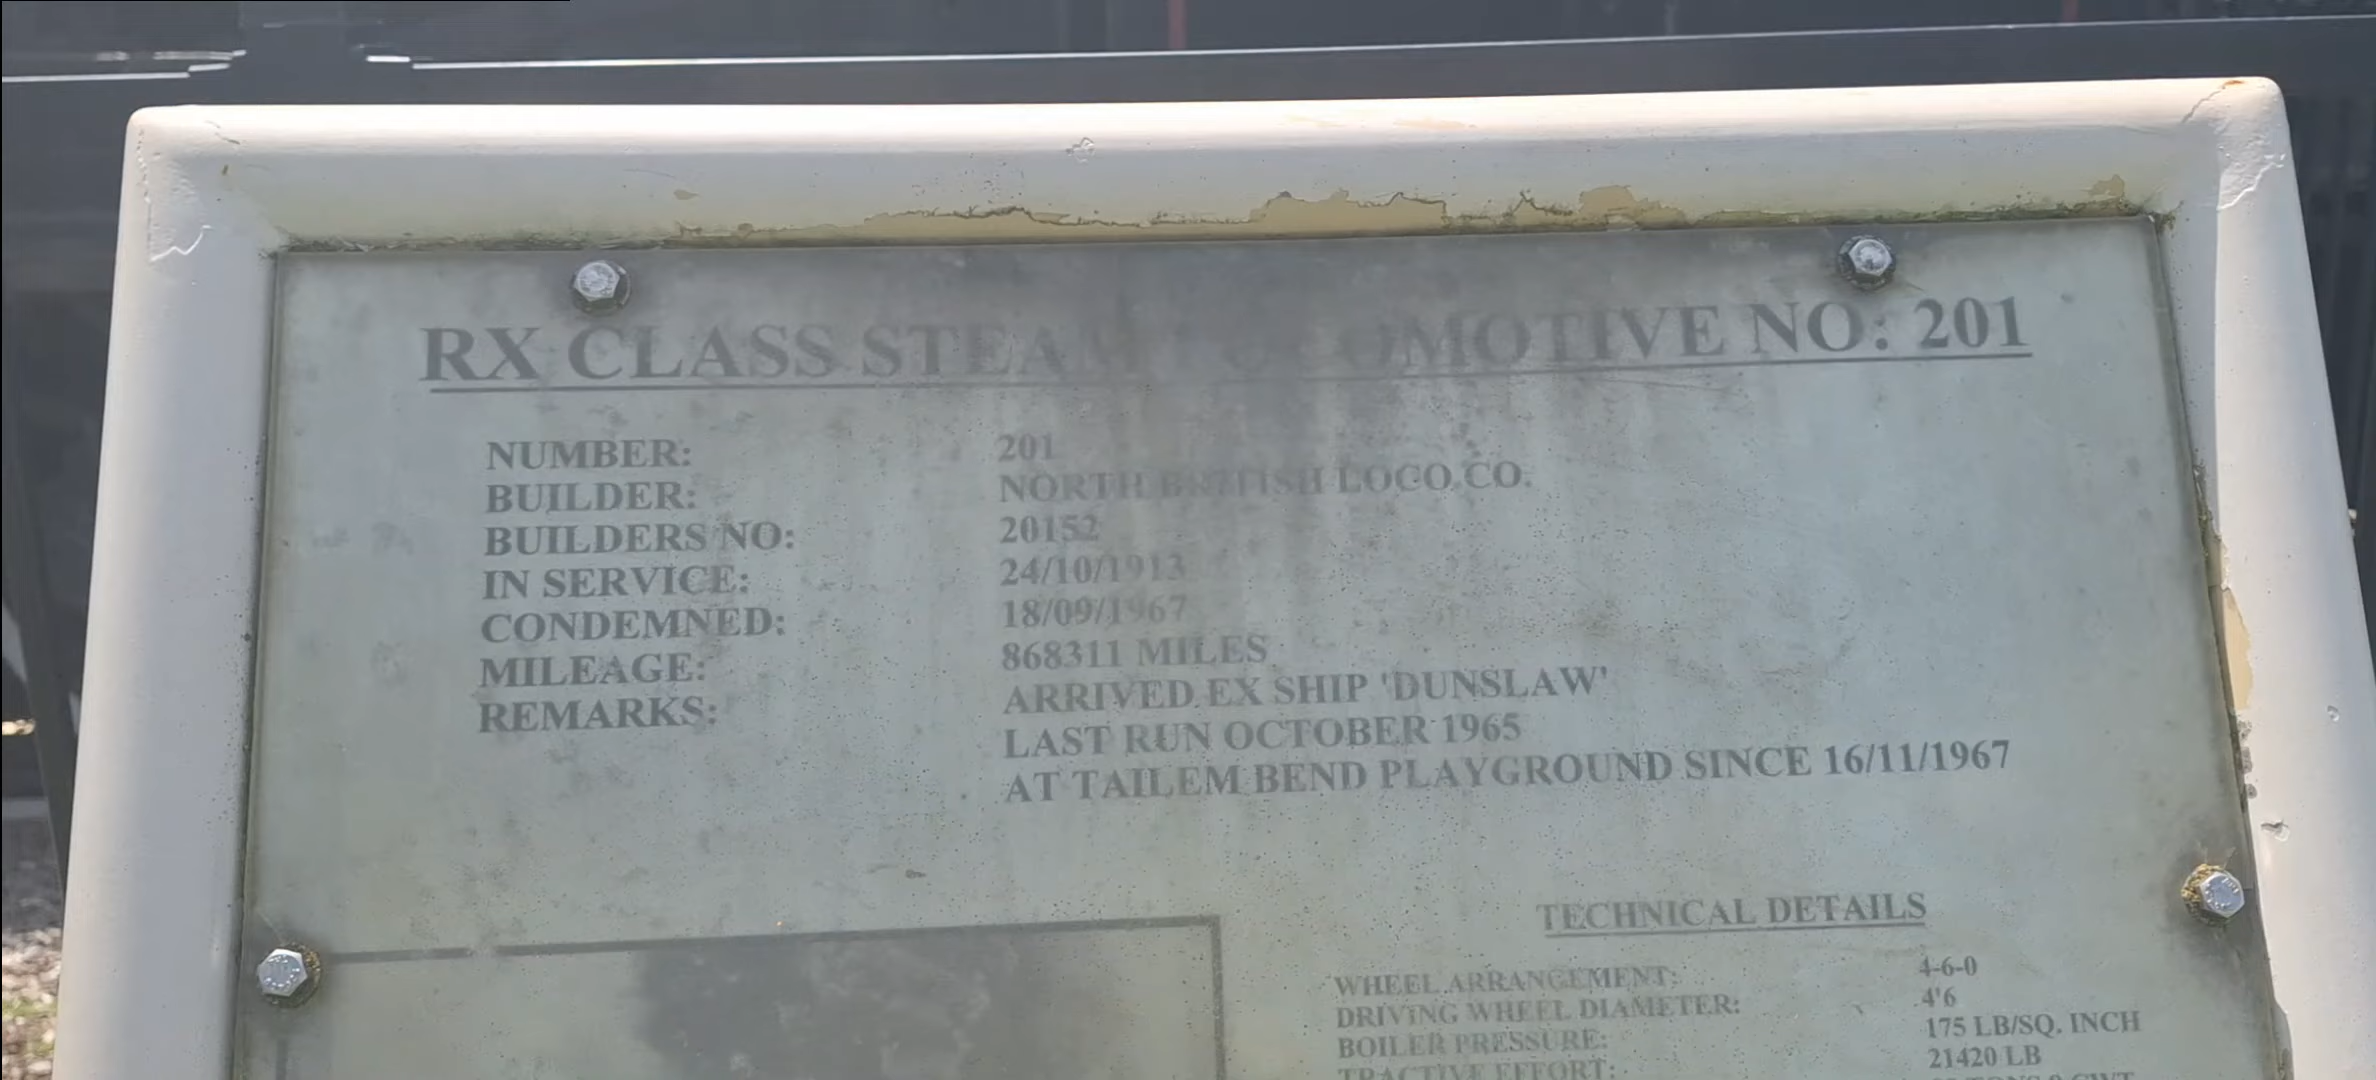 RX CLASS STEAM LOCOMOTIVE NO: 201
NUMBER: 201
BUILDER: NORTH BRITISH LOCO.CO.
BUILDERS NO: 20152
IN SERVICE: 24/10/1913
CONDEMNED: 18/09/1967
MILEAGE: 868311 MILES
REMARKS: ARRIVED EX SHIP 'DUNSLAW'
LAST RUN OCTOBER 1965
AT TAILEM BEND PLAYGROUND SINCE 16/11/1967
TECHNICAL DETAILS
WHEEL ARRANGEMENT: 4-6-0
DRIVING WHEEL DIAMETER: 4'6
BOILER PRESSURE: 175 LB/SQ. INCH
TRACTIVE EFFORT: 21420 LB